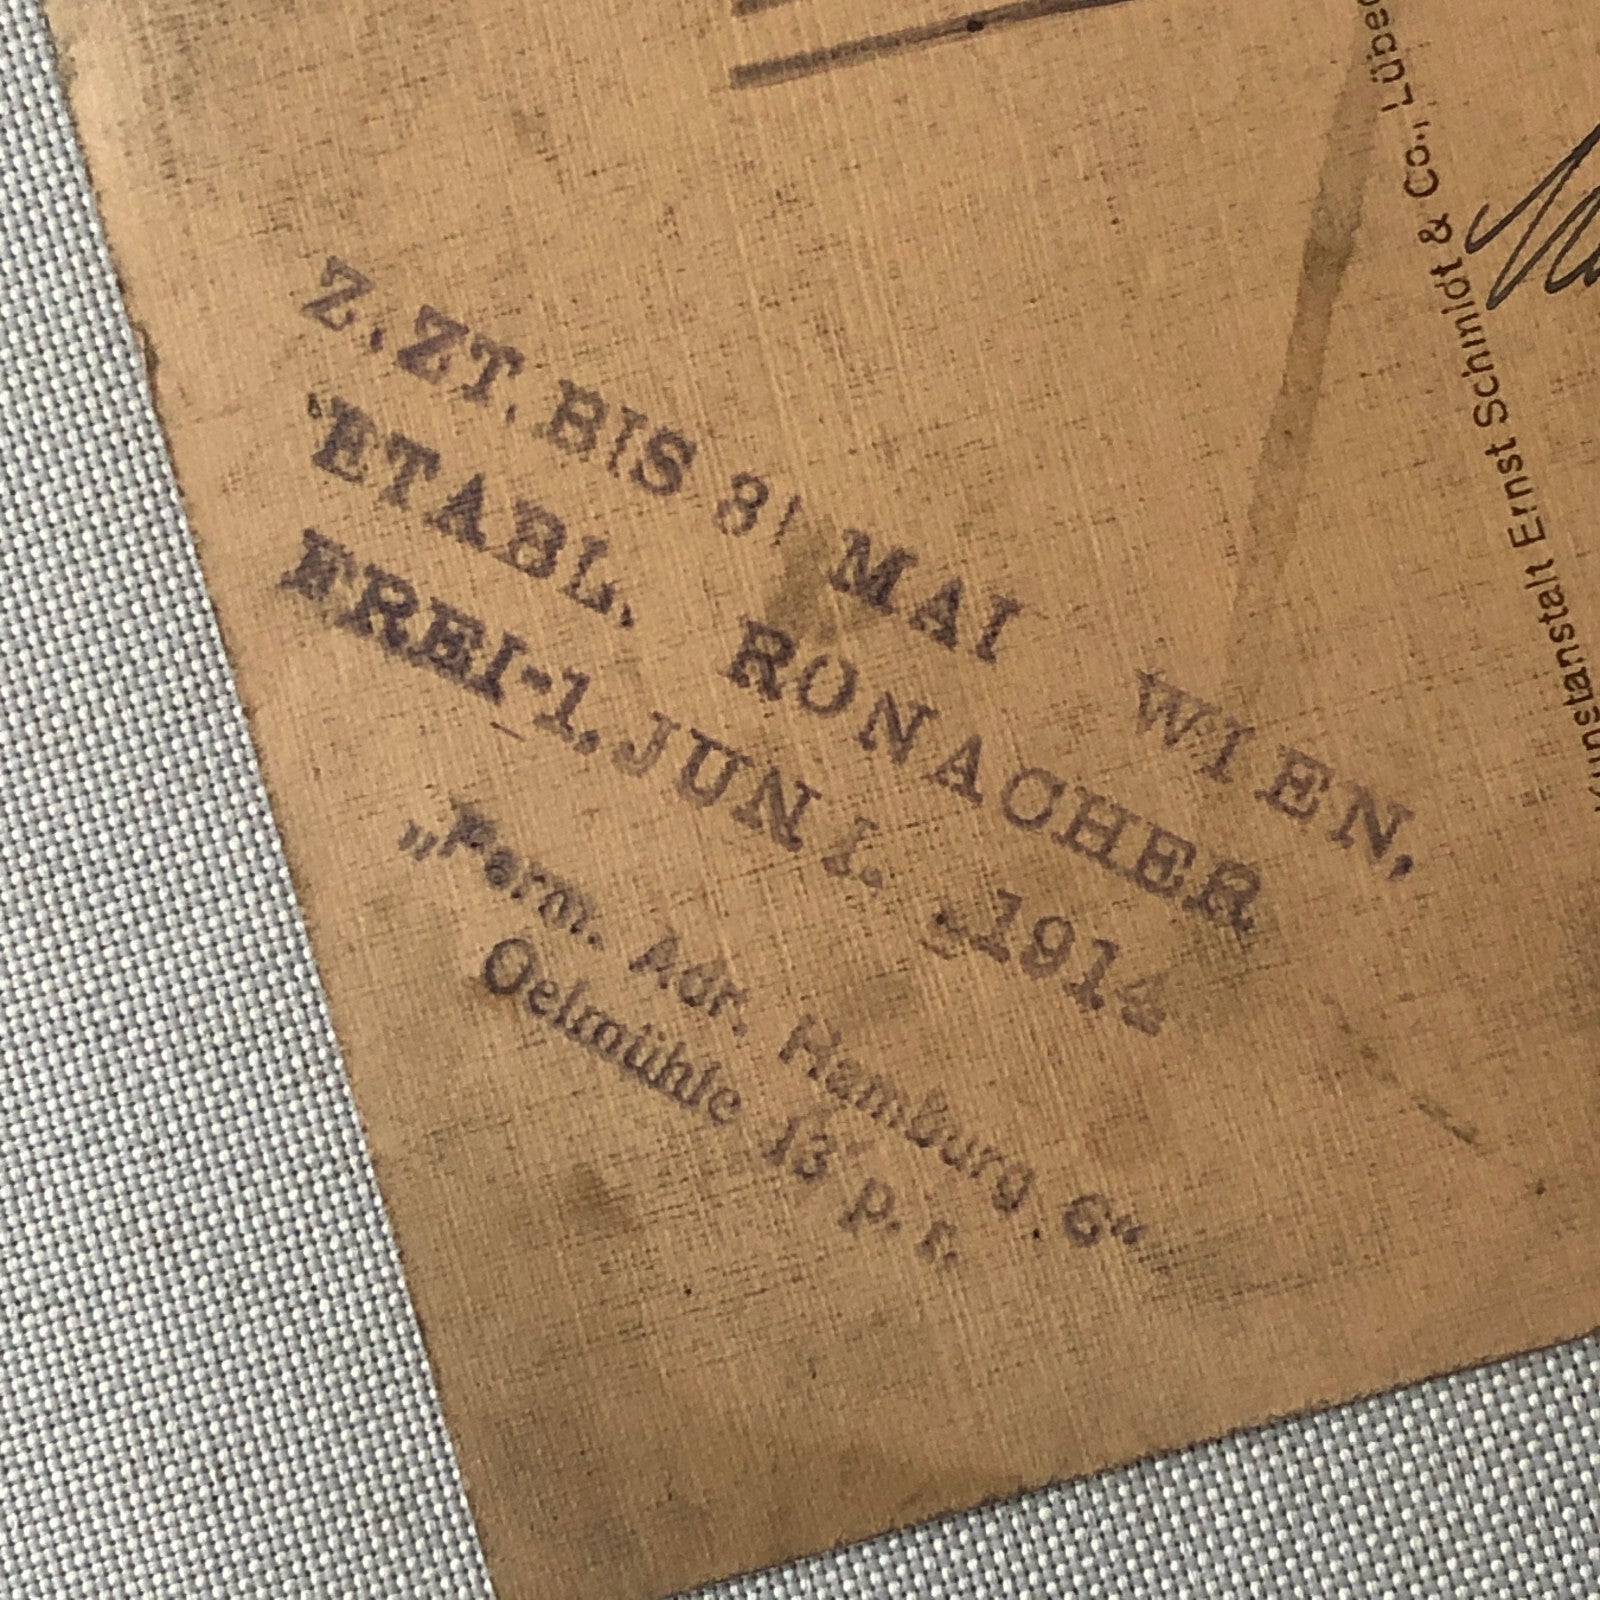 Z. ZT. BIS 31 MAI WIEN,
ETABL. RONACHER
FREI-1. JUNI. -1914
„Perm. Adr. Hamburg 6“
Oelmühle 13 p. r.
Kunstanstalt Ernst Schmidt & Co., Lübe